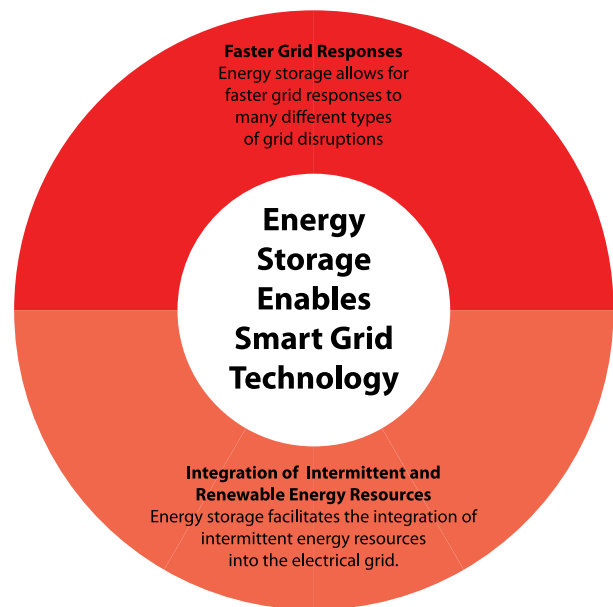 Faster Grid Responses
Energy storage allows for
faster grid responses to
many different types
of grid disruptions
Energy
Storage
Enables
Smart Grid
Technology
Integration of Intermittent and
Renewable Energy Resources
Energy storage facilitates the integration of
intermittent energy resources
into the electrical grid.